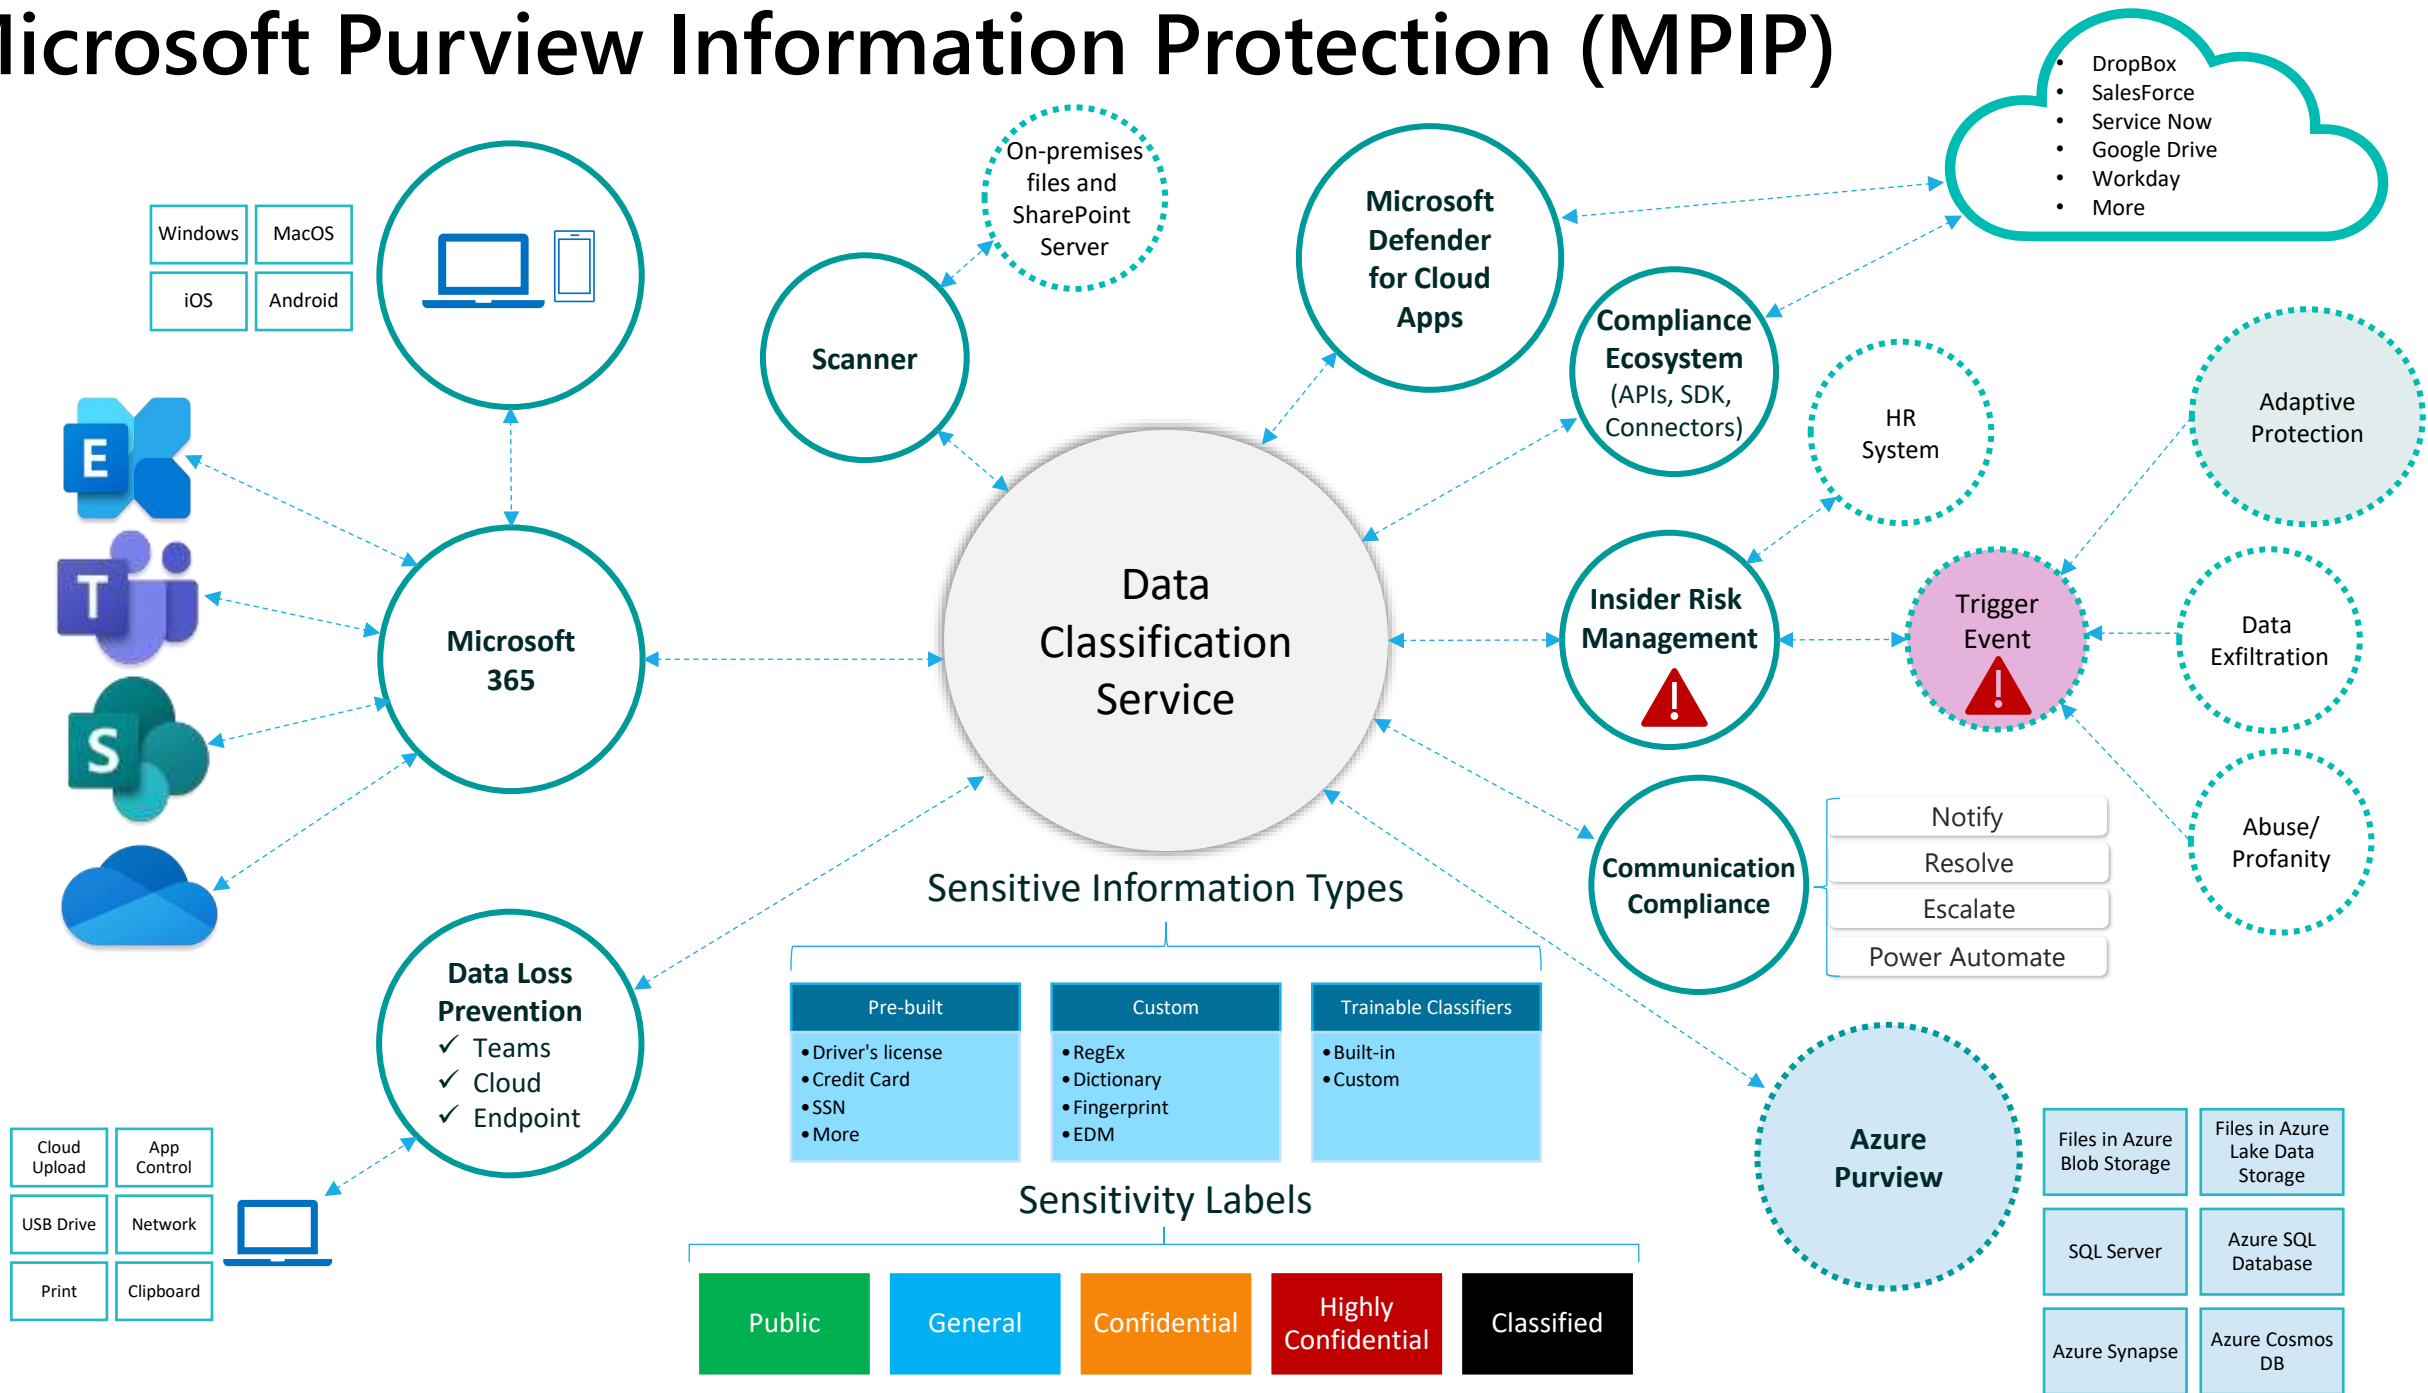 Microsoft Purview Information Protection (MPIP)
DropBox
SalesForce
Service Now
Google Drive
Workday
More
On-premises
files and
SharePoint
Server
Microsoft
Defender
for Cloud
Apps
Windows
MacOS
iOS
Android
Scanner
Compliance
Ecosystem
(APIs, SDK,
Connectors)
HR
System
Adaptive
Protection
E
T
S
Microsoft
365
Data
Classification
Service
Insider Risk
Management
Trigger
Event
Data
Exfiltration
Abuse/
Profanity
Communication
Compliance
Notify
Resolve
Escalate
Power Automate
Sensitive Information Types
Pre-built
•Driver's license
•Credit Card
•SSN
•More
Custom
•RegEx
•Dictionary
•Fingerprint
•EDM
Trainable Classifiers
•Built-in
•Custom
Data Loss
Prevention
✓ Teams
✓ Cloud
✓ Endpoint
Cloud
Upload
App
Control
USB Drive
Network
Print
Clipboard
Sensitivity Labels
Public
General
Confidential
Highly
Confidential
Classified
Azure
Purview
Files in Azure
Blob Storage
Files in Azure
Lake Data
Storage
SQL Server
Azure SQL
Database
Azure Synapse
Azure Cosmos
DB